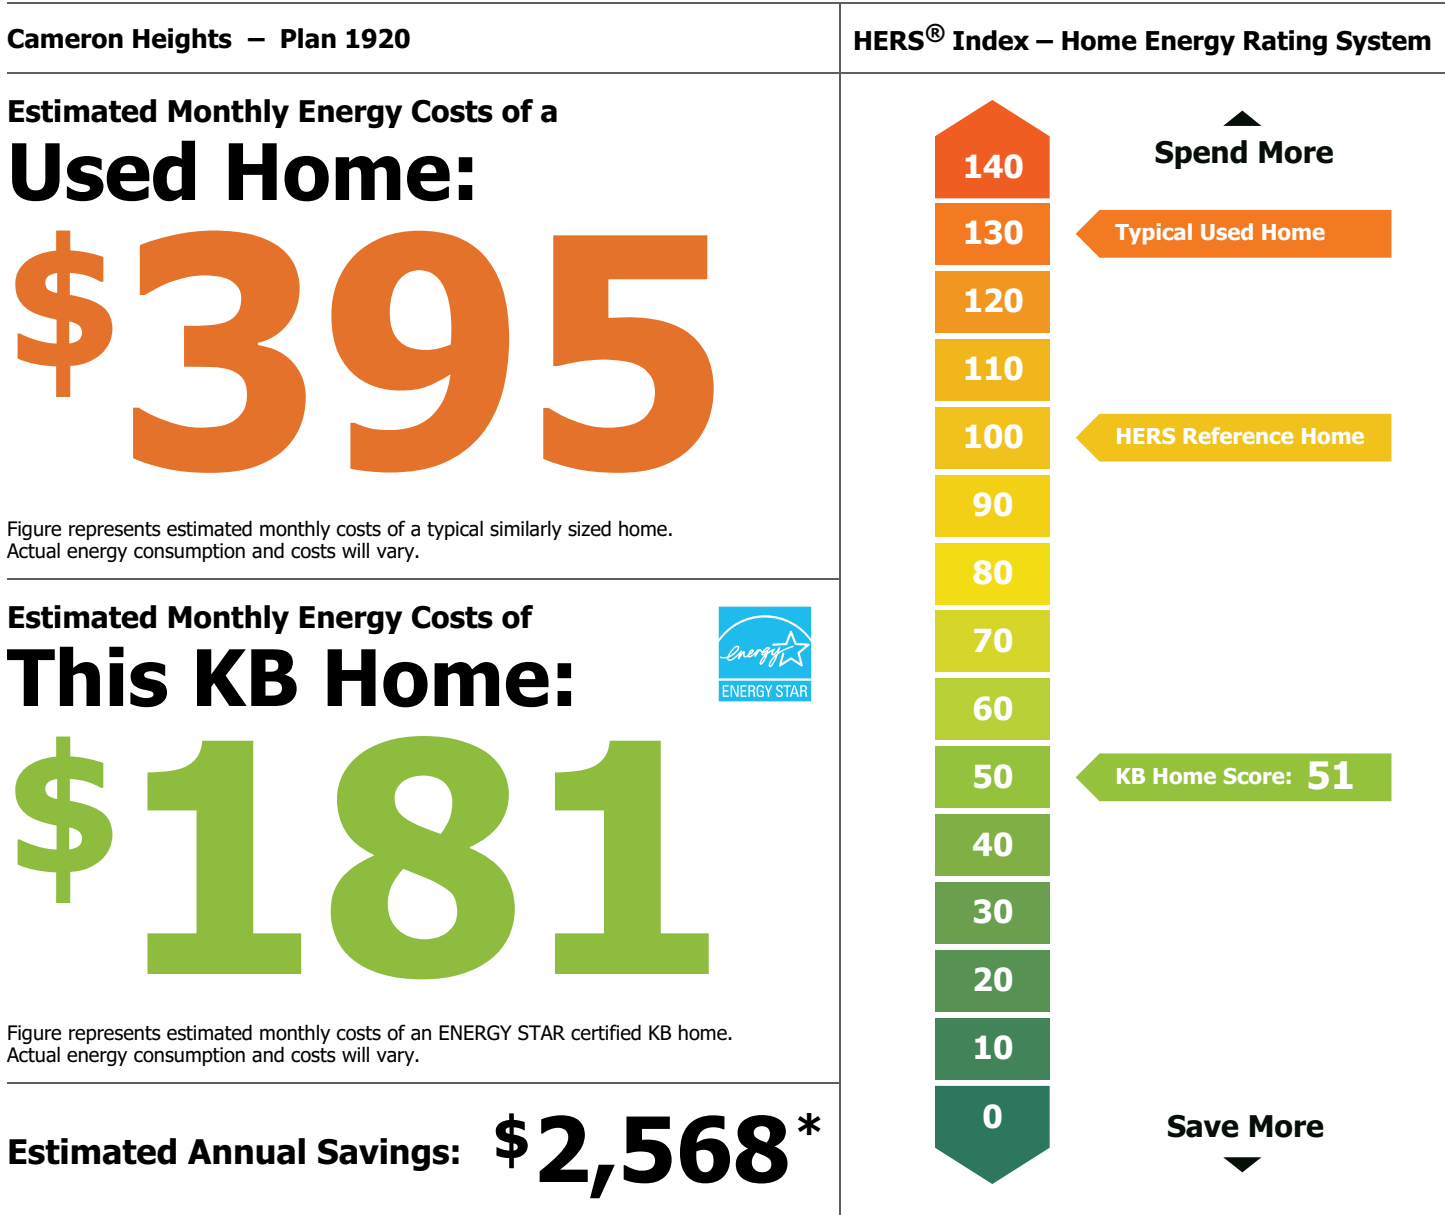 Cameron Heights – Plan 1920
Estimated Monthly Energy Costs of a
Used Home:
$395
Figure represents estimated monthly costs of a typical similarly sized home.
Actual energy consumption and costs will vary.
Estimated Monthly Energy Costs of
This KB Home:
energy
ENERGY STAR
$181
Figure represents estimated monthly costs of an ENERGY STAR certified KB home.
Actual energy consumption and costs will vary.
Estimated Annual Savings: $2,568*
HERS® Index – Home Energy Rating System
Spend More
140
130 Typical Used Home
120
110
100 HERS Reference Home
90
80
70
60
50 KB Home Score: 51
40
30
20
10
0
Save More